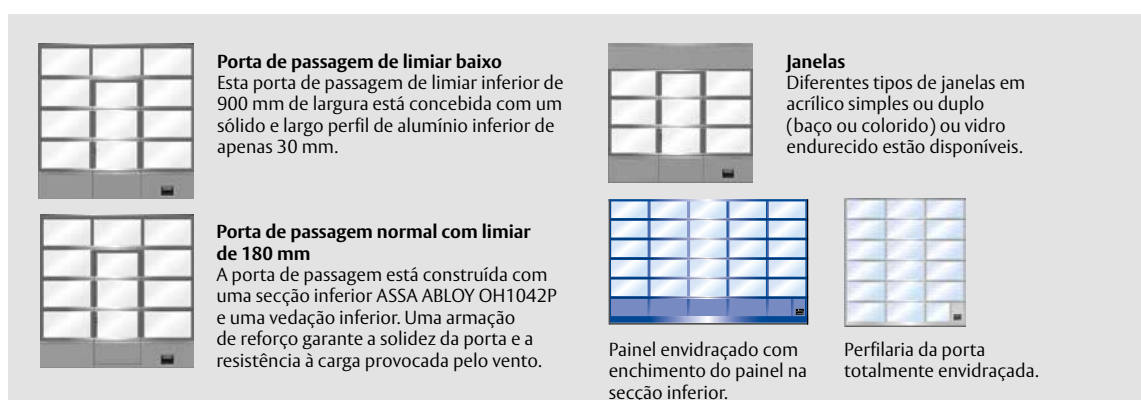 Porta de passagem de limiar baixo
Esta porta de passagem de limiar inferior de
900 mm de largura está concebida com um
sólido e largo perfil de alumínio inferior de
apenas 30 mm.
Porta de passagem normal com limiar
de 180 mm
A porta de passagem está construída com
uma secção inferior ASSA ABLOY OH1042P
e uma vedação inferior. Uma armação
de reforço garante a solidez da porta e a
resistência à carga provocada pelo vento.
Janelas
Diferentes tipos de janelas em
acrílico simples ou duplo
(baço ou colorido) ou vidro
endurecido estão disponíveis.
Painel envidraçado com
enchimento do painel na
secção inferior.
Perfilaria da porta
totalmente envidraçada.